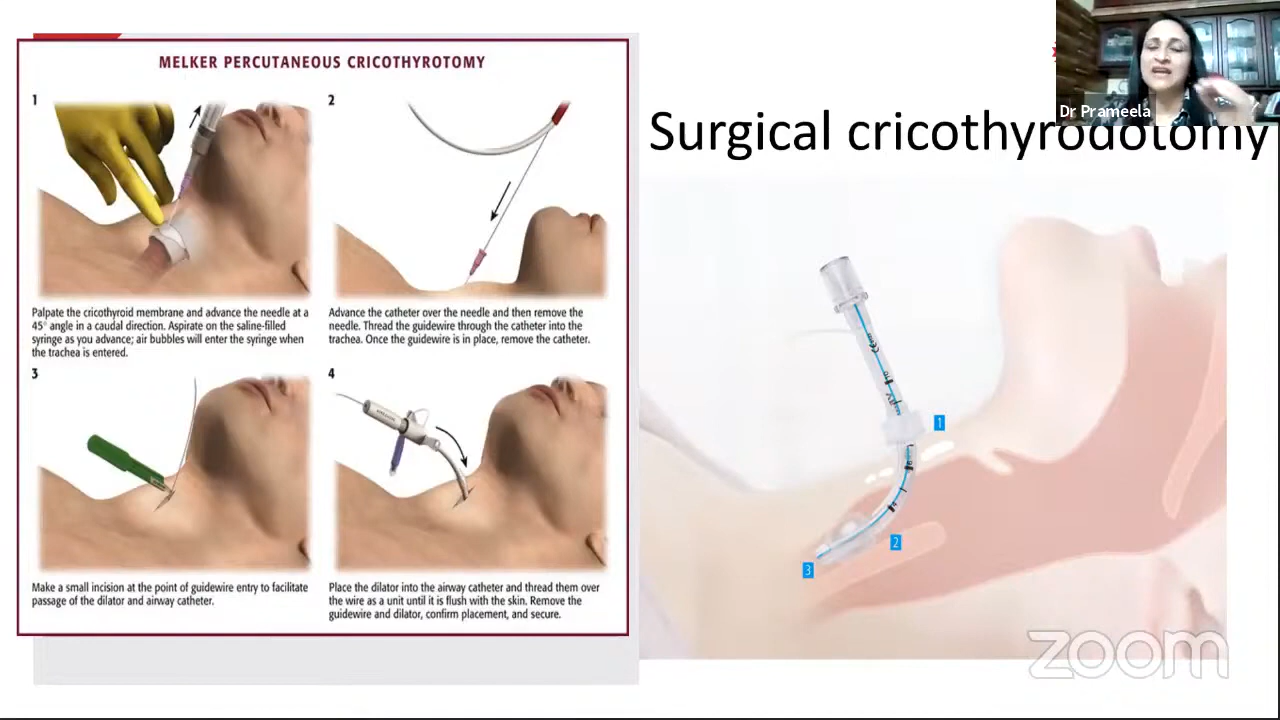 Dr Prameela
Surgical cricothyrodotomy
MELKER PERCUTANEOUS CRICOTHYROTOMY
1
Palpate the cricothyroid membrane and advance the needle at a
45° angle in a caudal direction. Aspirate on the saline-filled
syringe as you advance; air bubbles will enter the syringe when
the trachea is entered.
2
Advance the catheter over the needle and then remove the
needle. Thread the guidewire through the catheter into the
trachea. Once the guidewire is in place, remove the catheter.
3
Make a small incision at the point of guidewire entry to facilitate
passage of the dilator and airway catheter.
4
Place the dilator into the airway catheter and thread them over
the wire as a unit until it is flush with the skin. Remove the
guidewire and dilator, confirm placement, and secure.
1
2
3
zoom